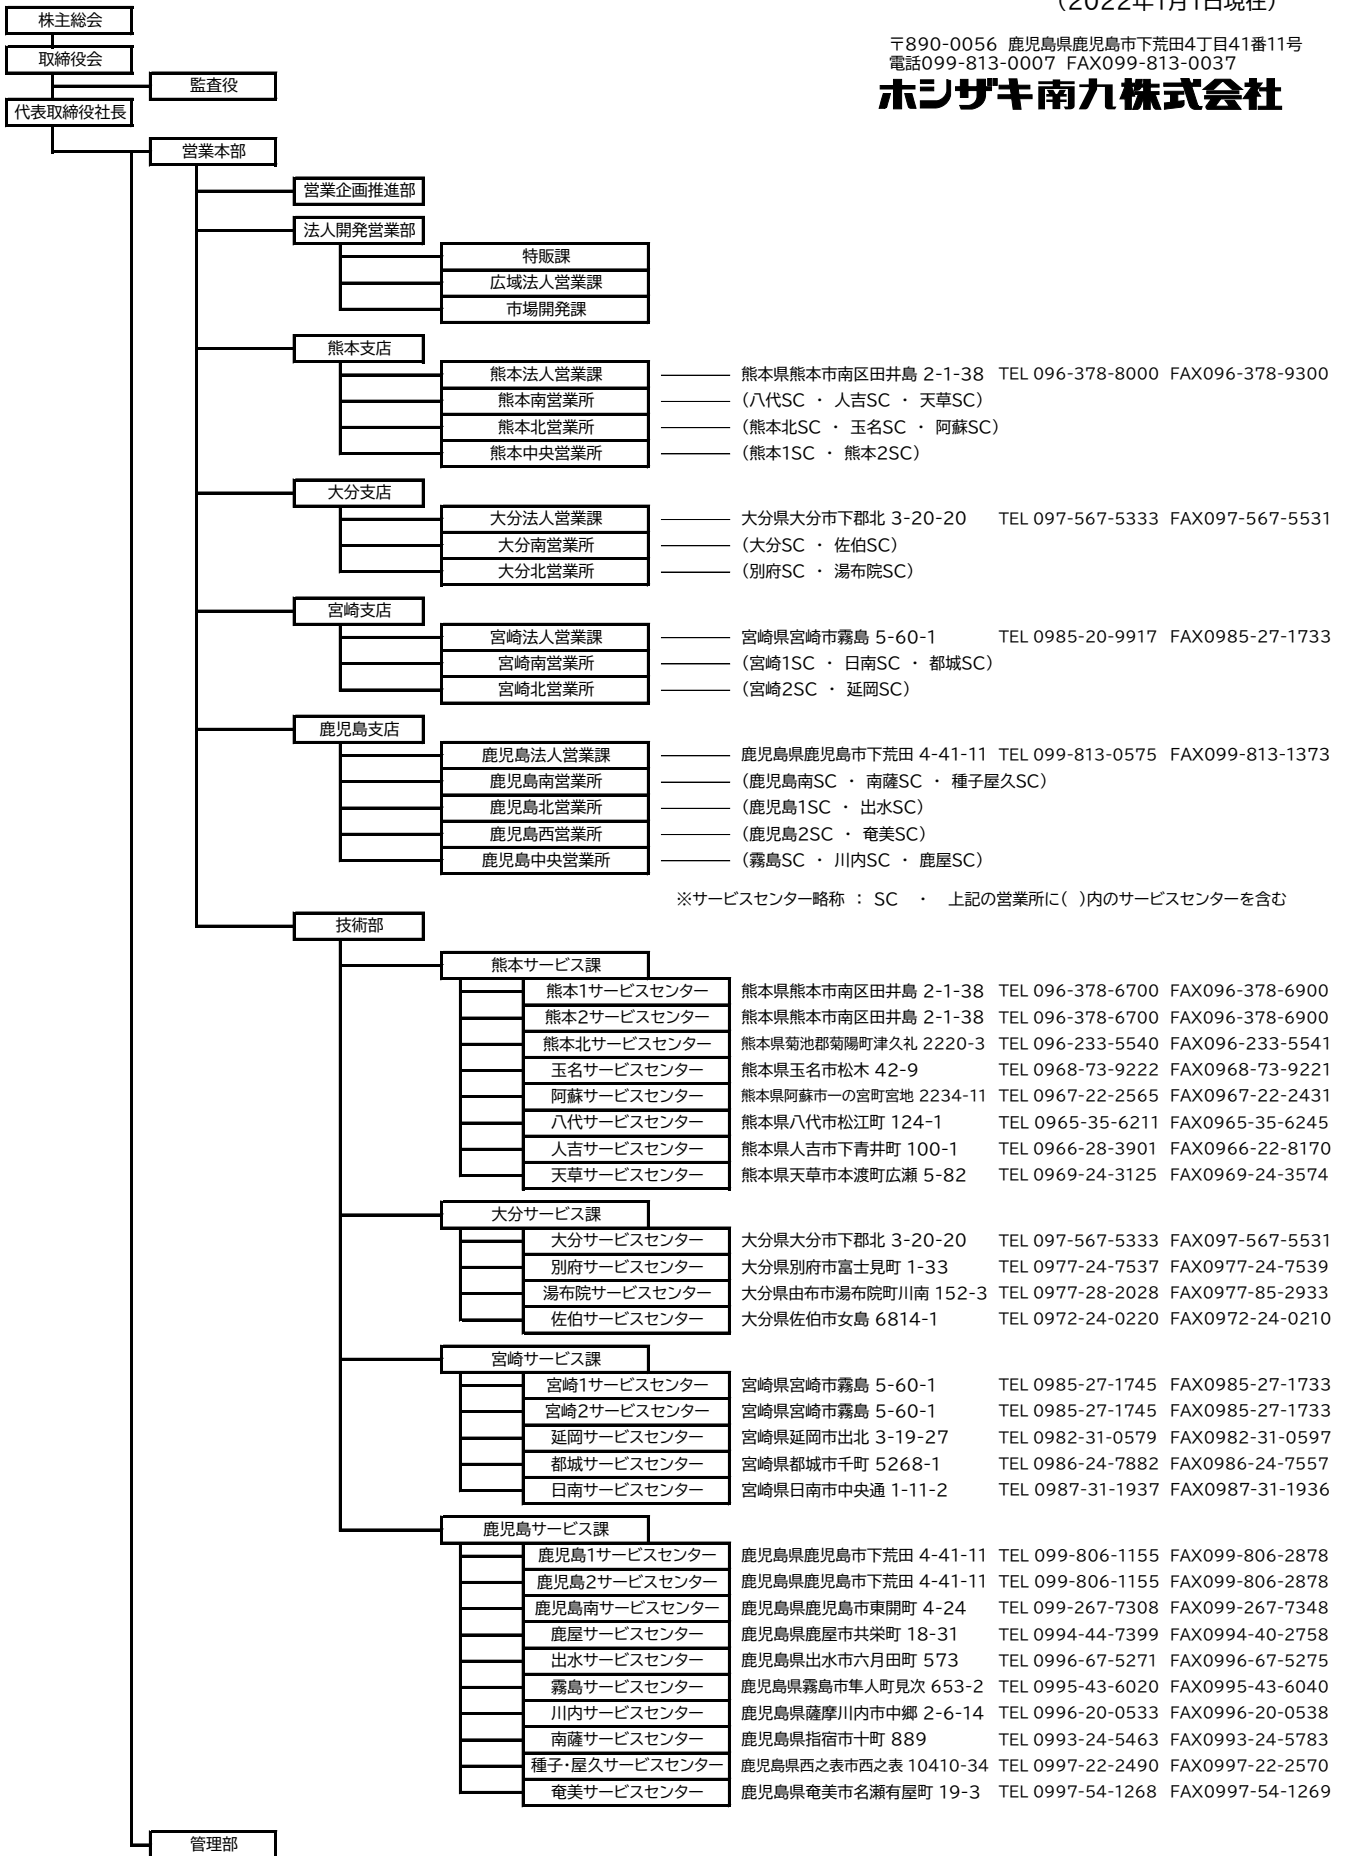 （2022年1月1日現在）
〒890-0056 鹿児島県鹿児島市下荒田4丁目41番11号
電話099-813-0007 FAX099-813-0037
ホシザキ南九株式会社
株主総会
取締役会
監査役
代表取締役社長
営業本部
営業企画推進部
法人開発営業部
特販課
広域法人営業課
市場開発課
熊本支店
熊本法人営業課 熊本県熊本市南区田井島 2-1-38 TEL 096-378-8000 FAX096-378-9300
熊本南営業所 （八代SC ・ 人吉SC ・ 天草SC）
熊本北営業所 （熊本北SC ・ 玉名SC ・ 阿蘇SC）
熊本中央営業所 （熊本1SC ・ 熊本2SC）
大分支店
大分法人営業課 大分県大分市下郡北 3-20-20 TEL 097-567-5333 FAX097-567-5531
大分南営業所 （大分SC ・ 佐伯SC）
大分北営業所 （別府SC ・ 湯布院SC）
宮崎支店
宮崎法人営業課 宮崎県宮崎市霧島 5-60-1 TEL 0985-20-9917 FAX0985-27-1733
宮崎南営業所 （宮崎1SC ・ 日南SC ・ 都城SC）
宮崎北営業所 （宮崎2SC ・ 延岡SC）
鹿児島支店
鹿児島法人営業課 鹿児島県鹿児島市下荒田 4-41-11 TEL 099-813-0575 FAX099-813-1373
鹿児島南営業所 （鹿児島南SC ・ 南薩SC ・ 種子屋久SC）
鹿児島北営業所 （鹿児島1SC ・ 出水SC）
鹿児島西営業所 （鹿児島2SC ・ 奄美SC）
鹿児島中央営業所 （霧島SC ・ 川内SC ・ 鹿屋SC）
※サービスセンター略称 ： SC ・ 上記の営業所に( )内のサービスセンターを含む
技術部
熊本サービス課
熊本1サービスセンター 熊本県熊本市南区田井島 2-1-38 TEL 096-378-6700 FAX096-378-6900
熊本2サービスセンター 熊本県熊本市南区田井島 2-1-38 TEL 096-378-6700 FAX096-378-6900
熊本北サービスセンター 熊本県菊池郡菊陽町津久礼 2220-3 TEL 096-233-5540 FAX096-233-5541
玉名サービスセンター 熊本県玉名市松木 42-9 TEL 0968-73-9222 FAX0968-73-9221
阿蘇サービスセンター 熊本県阿蘇市一の宮町宮地 2234-11 TEL 0967-22-2565 FAX0967-22-2431
八代サービスセンター 熊本県八代市松江町 124-1 TEL 0965-35-6211 FAX0965-35-6245
人吉サービスセンター 熊本県人吉市下青井町 100-1 TEL 0966-28-3901 FAX0966-22-8170
天草サービスセンター 熊本県天草市本渡町広瀬 5-82 TEL 0969-24-3125 FAX0969-24-3574
大分サービス課
大分サービスセンター 大分県大分市下郡北 3-20-20 TEL 097-567-5333 FAX097-567-5531
別府サービスセンター 大分県別府市富士見町 1-33 TEL 0977-24-7537 FAX0977-24-7539
湯布院サービスセンター 大分県由布市湯布院町川南 152-3 TEL 0977-28-2028 FAX0977-85-2933
佐伯サービスセンター 大分県佐伯市女島 6814-1 TEL 0972-24-0220 FAX0972-24-0210
宮崎サービス課
宮崎1サービスセンター 宮崎県宮崎市霧島 5-60-1 TEL 0985-27-1745 FAX0985-27-1733
宮崎2サービスセンター 宮崎県宮崎市霧島 5-60-1 TEL 0985-27-1745 FAX0985-27-1733
延岡サービスセンター 宮崎県延岡市出北 3-19-27 TEL 0982-31-0579 FAX0982-31-0597
都城サービスセンター 宮崎県都城市千町 5268-1 TEL 0986-24-7882 FAX0986-24-7557
日南サービスセンター 宮崎県日南市中央通 1-11-2 TEL 0987-31-1937 FAX0987-31-1936
鹿児島サービス課
鹿児島1サービスセンター 鹿児島県鹿児島市下荒田 4-41-11 TEL 099-806-1155 FAX099-806-2878
鹿児島2サービスセンター 鹿児島県鹿児島市下荒田 4-41-11 TEL 099-806-1155 FAX099-806-2878
鹿児島南サービスセンター 鹿児島県鹿児島市東開町 4-24 TEL 099-267-7308 FAX099-267-7348
鹿屋サービスセンター 鹿児島県鹿屋市共栄町 18-31 TEL 0994-44-7399 FAX0994-40-2758
出水サービスセンター 鹿児島県出水市六月田町 573 TEL 0996-67-5271 FAX0996-67-5275
霧島サービスセンター 鹿児島県霧島市隼人町見次 653-2 TEL 0995-43-6020 FAX0995-43-6040
川内サービスセンター 鹿児島県薩摩川内市中郷 2-6-14 TEL 0996-20-0533 FAX0996-20-0538
南薩サービスセンター 鹿児島県指宿市十町 889 TEL 0993-24-5463 FAX0993-24-5783
種子・屋久サービスセンター 鹿児島県西之表市西之表 10410-34 TEL 0997-22-2490 FAX0997-22-2570
奄美サービスセンター 鹿児島県奄美市名瀬有屋町 19-3 TEL 0997-54-1268 FAX0997-54-1269
管理部